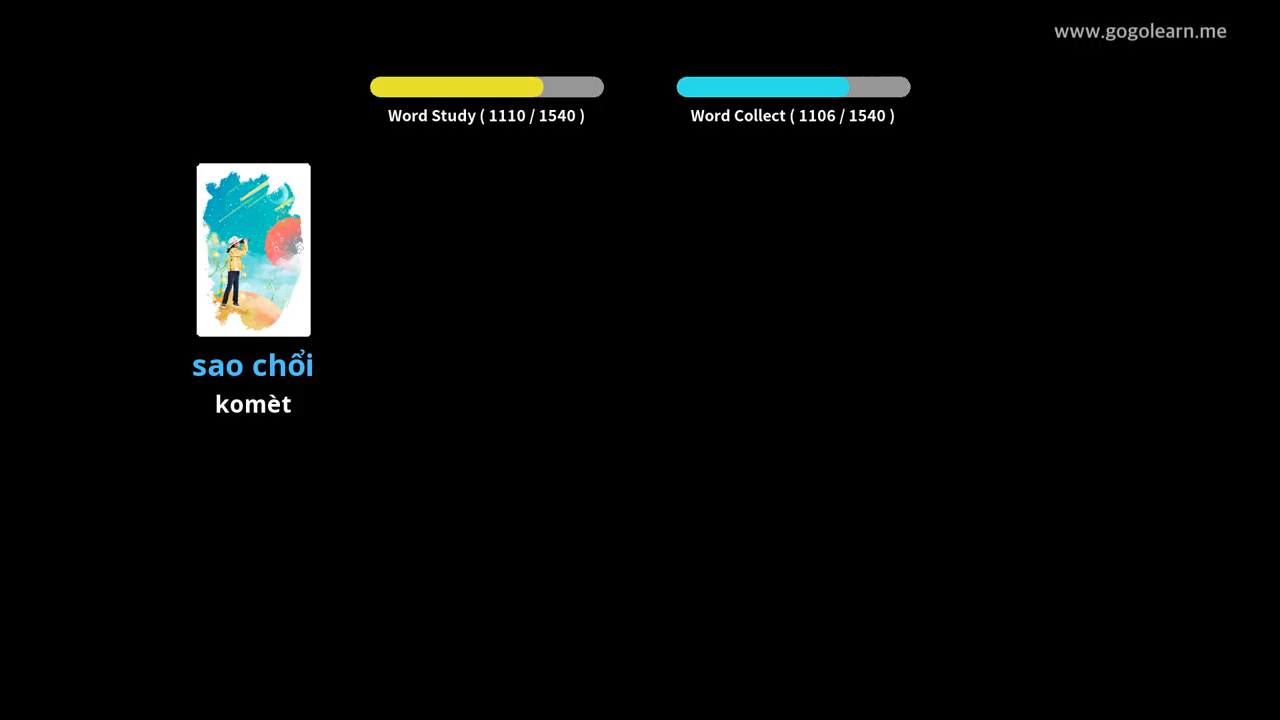 www.gogolearn.me
Word Study ( 1110 / 1540 )
Word Collect ( 1106 / 1540 )
sao chổi
komèt